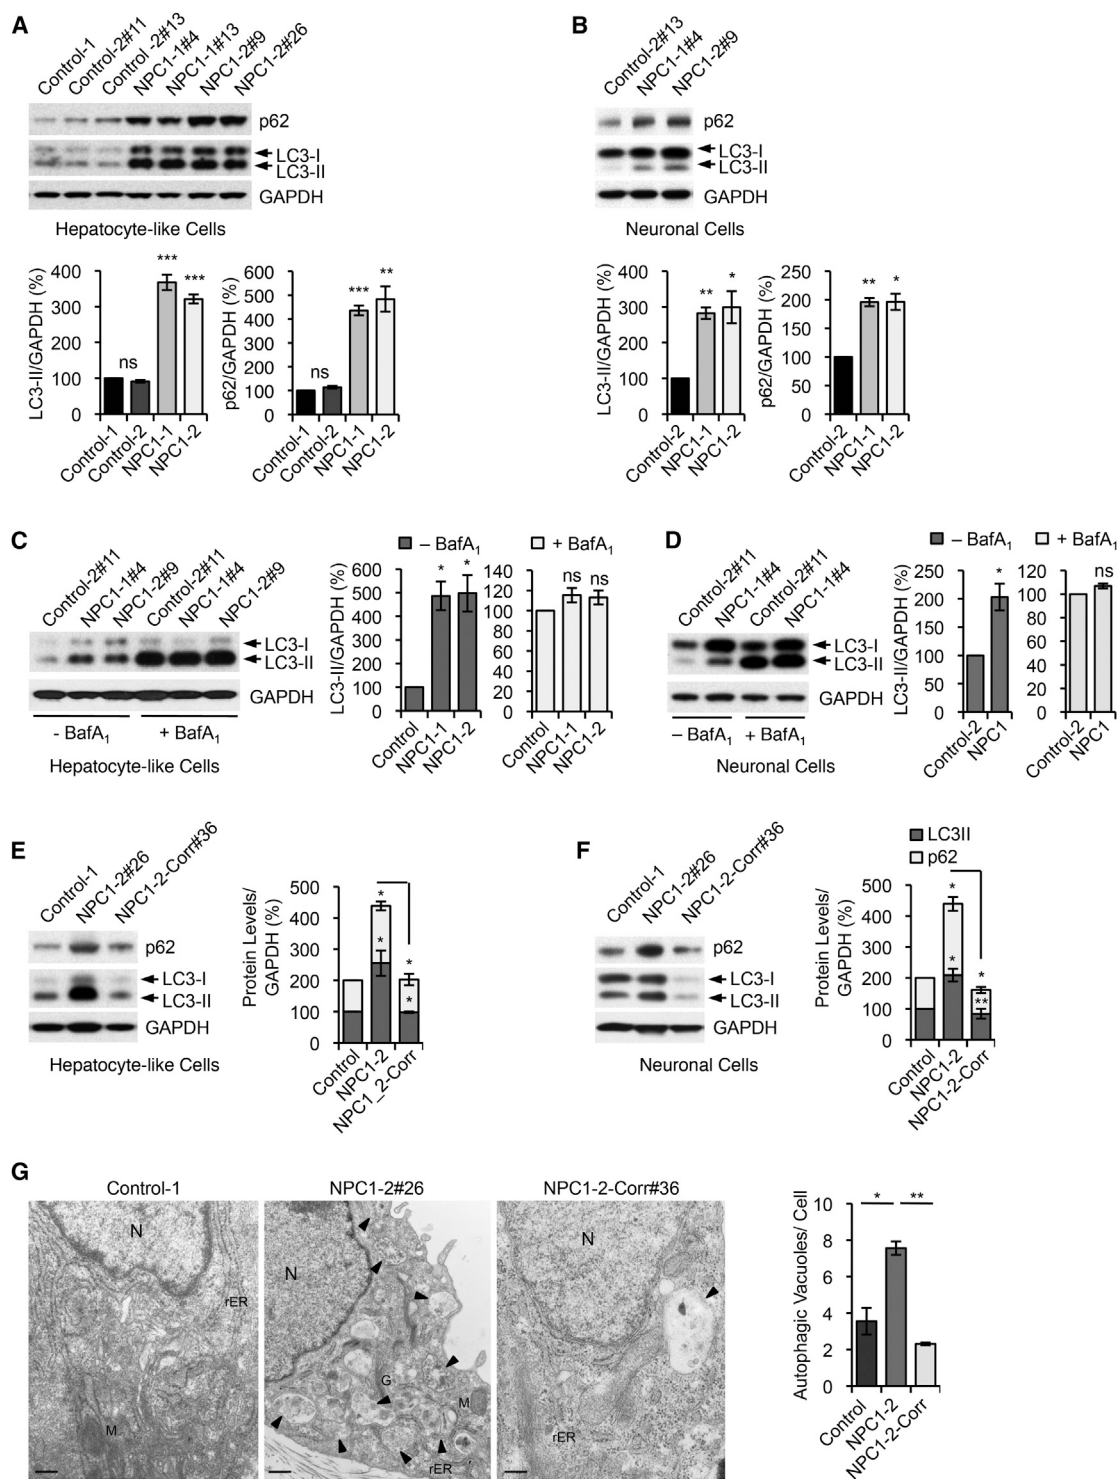 A
Control-1
Control-2#11
Control -2#13
NPC1-1#4
NPC1-1#13
NPC1-2#9
NPC1-2#26
p62
LC3-I
LC3-II
GAPDH
Hepatocyte-like Cells
LC3-II/GAPDH (%)
400
300
200
100
0
ns
***
***
Control-1
Control-2
NPC1-1
NPC1-2
p62/GAPDH (%)
600
500
400
300
200
100
0
ns
***
**
Control-1
Control-2
NPC1-1
NPC1-2
B
Control-2#13
NPC1-1#4
NPC1-2#9
p62
LC3-I
LC3-II
GAPDH
Neuronal Cells
LC3-II/GAPDH (%)
400
300
200
100
0
**
*
Control-2
NPC1-1
NPC1-2
p62/GAPDH (%)
250
200
150
100
50
0
**
*
Control-2
NPC1-1
NPC1-2
C
Control-2#11
NPC1-1#4
NPC1-2#9
Control-2#11
NPC1-1#4
NPC1-2#9
LC3-I
LC3-II
GAPDH
- BafA1
+ BafA1
Hepatocyte-like Cells
– BafA1
+ BafA1
LC3-II/GAPDH (%)
600
500
400
300
200
100
0
*
*
Control
NPC1-1
NPC1-2
140
120
100
80
60
40
20
0
ns
ns
Control
NPC1-1
NPC1-2
D
Control-2#11
NPC1-1#4
Control-2#11
NPC1-1#4
LC3-I
LC3-II
GAPDH
– BafA1
+ BafA1
Neuronal Cells
– BafA1
+ BafA1
LC3-II/GAPDH (%)
250
200
150
100
50
0
*
Control-2
NPC1
120
100
80
60
40
20
0
ns
Control-2
NPC1
E
Control-1
NPC1-2#26
NPC1-2-Corr#36
p62
LC3-I
LC3-II
GAPDH
Hepatocyte-like Cells
Protein Levels/
GAPDH (%)
500
400
300
200
100
0
*
*
*
*
Control
NPC1-2
NPC1_2-Corr
F
Control-1
NPC1-2#26
NPC1-2-Corr#36
p62
LC3-I
LC3-II
GAPDH
Neuronal Cells
LC3II
p62
Protein Levels/
GAPDH (%)
500
400
300
200
100
0
*
*
*
**
Control
NPC1-2
NPC1-2-Corr
G
Control-1
N
rER
M
NPC1-2#26
N
G
M
rER
NPC1-2-Corr#36
N
rER
Autophagic Vacuoles/ Cell
10
8
6
4
2
0
*
**
Control
NPC1-2
NPC1-2-Corr